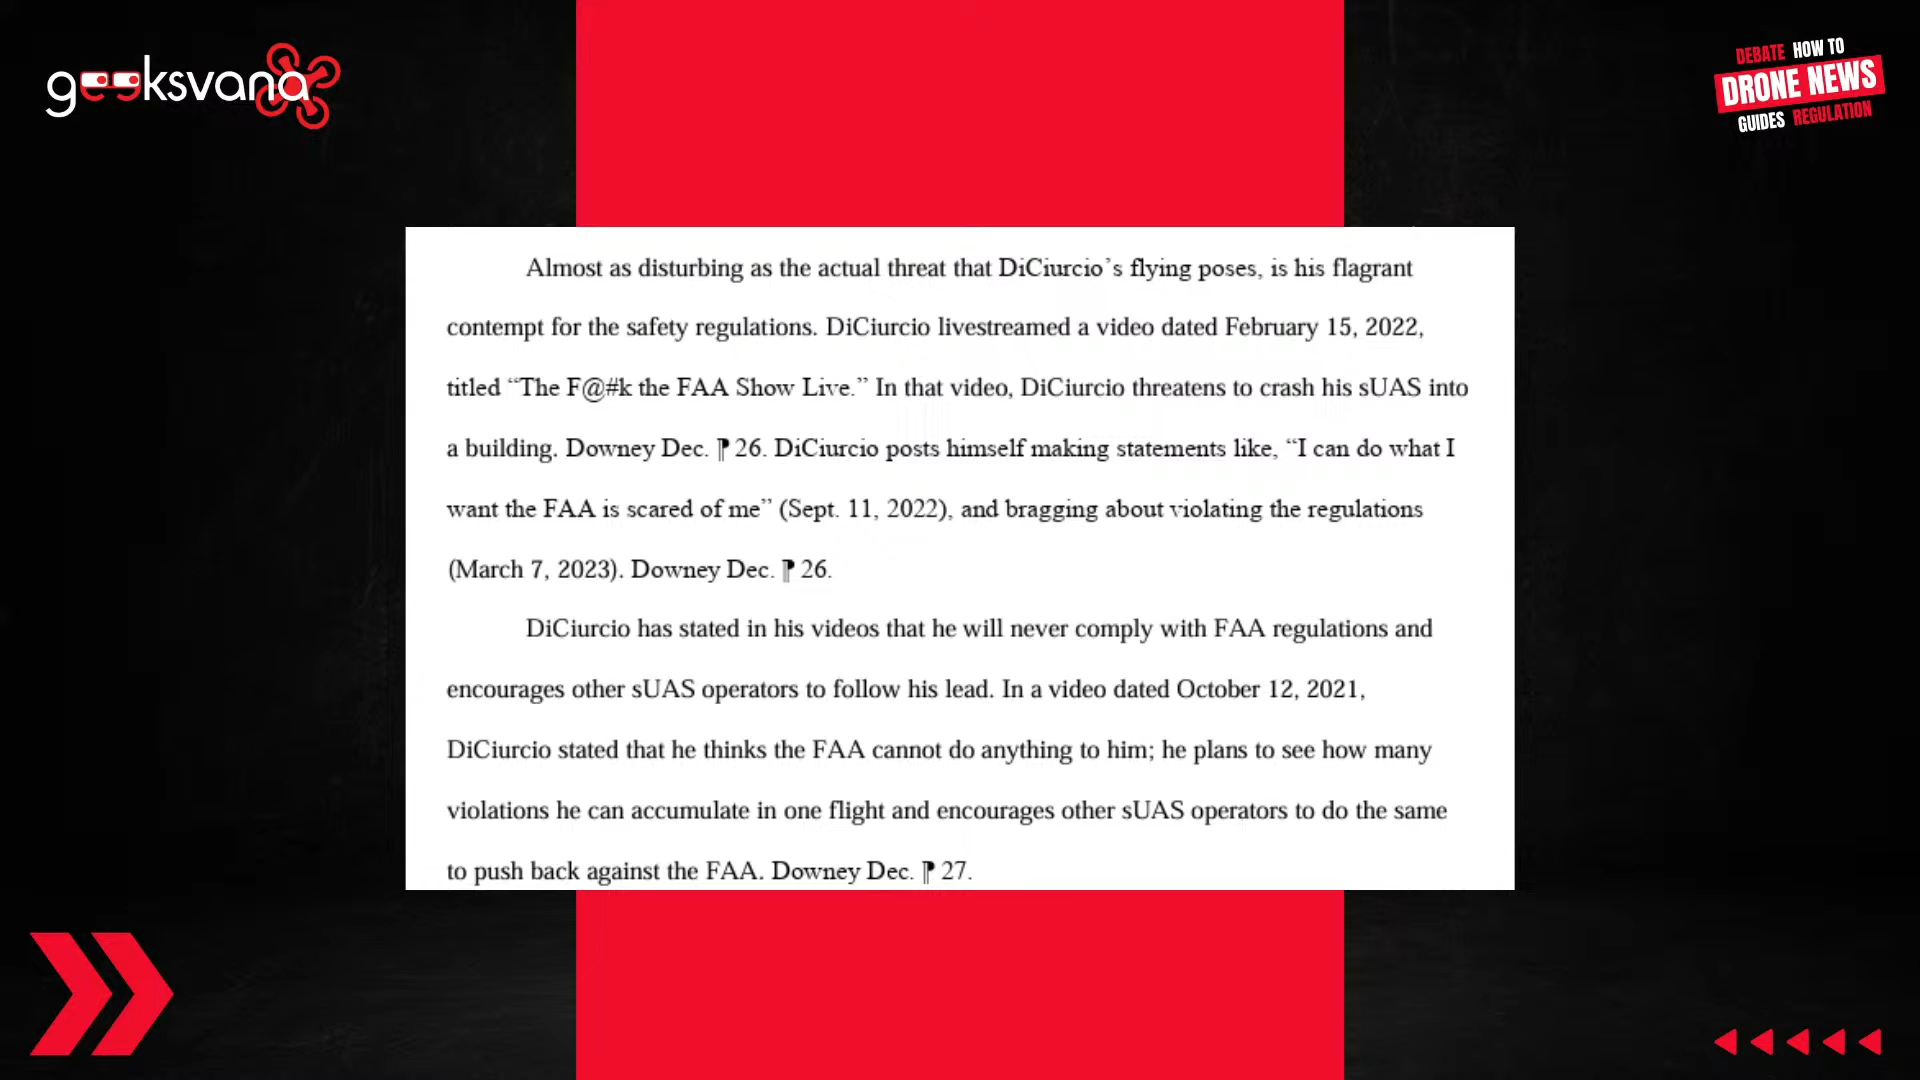 geeksvana
DEBATE HOW TO
DRONE NEWS
GUIDES REGULATION
Almost as disturbing as the actual threat that DiCiurcio’s flying poses, is his flagrant
contempt for the safety regulations. DiCiurcio livestreamed a video dated February 15, 2022,
titled “The F@#k the FAA Show Live.” In that video, DiCiurcio threatens to crash his sUAS into
a building. Downey Dec. ⁋ 26. DiCiurcio posts himself making statements like, “I can do what I
want the FAA is scared of me” (Sept. 11, 2022), and bragging about violating the regulations
(March 7, 2023). Downey Dec. ⁋ 26.
DiCiurcio has stated in his videos that he will never comply with FAA regulations and
encourages other sUAS operators to follow his lead. In a video dated October 12, 2021,
DiCiurcio stated that he thinks the FAA cannot do anything to him; he plans to see how many
violations he can accumulate in one flight and encourages other sUAS operators to do the same
to push back against the FAA. Downey Dec. ⁋ 27.